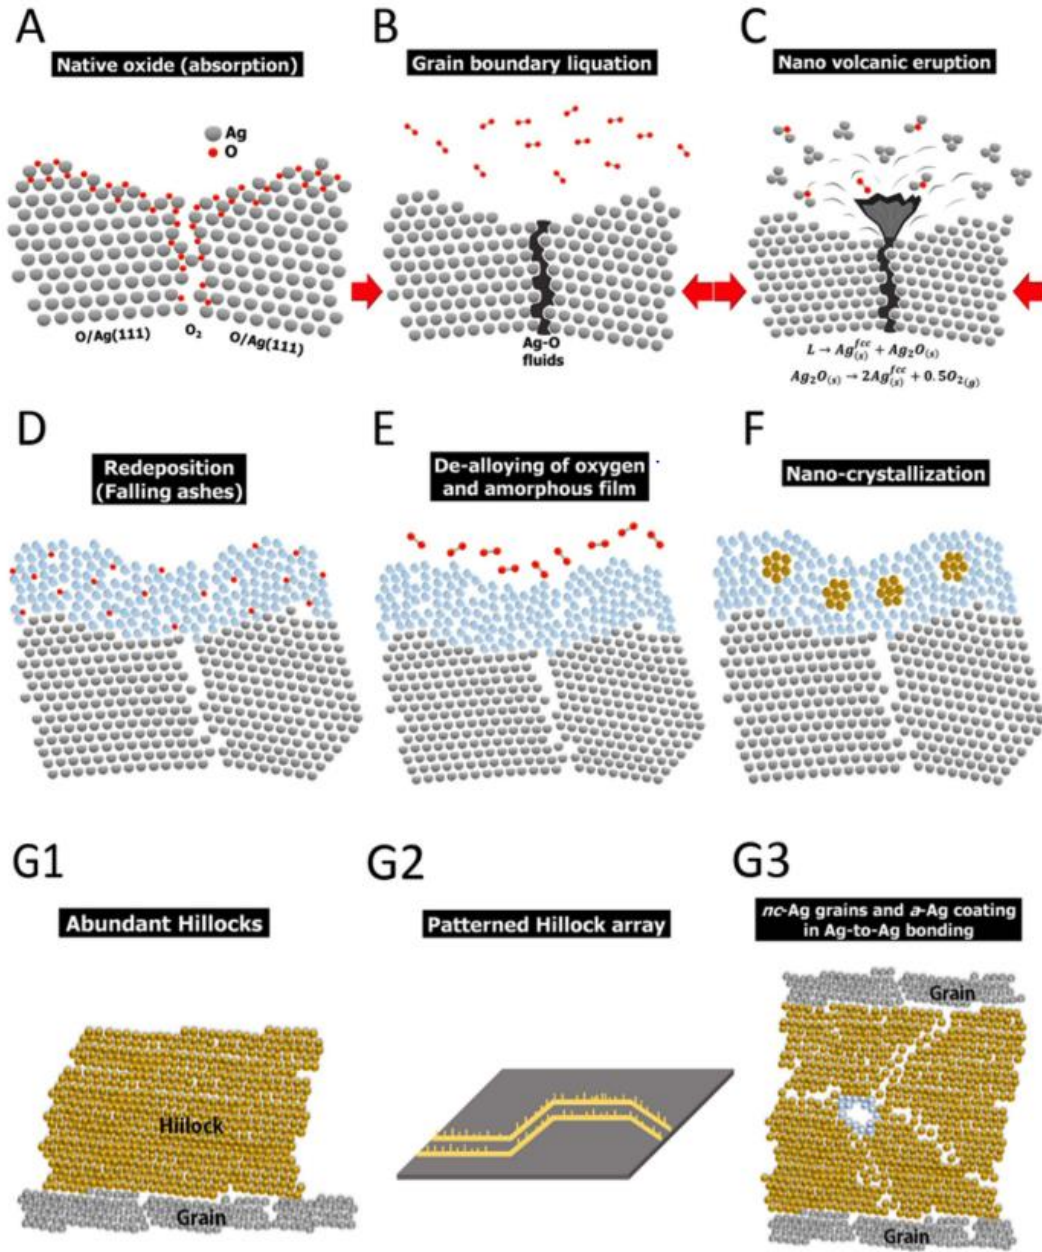 A
Native oxide (absorption)
Ag
O
O/Ag(111)
O₂
O/Ag(111)
B
Grain boundary liquation
Ag-O
fluids
C
Nano volcanic eruption
L → Ag(s)^fcc + Ag₂O(s)
Ag₂O(s) → 2Ag(s)^fcc + 0.5O₂(g)
D
Redeposition
(Falling ashes)
E
De-alloying of oxygen
and amorphous film
F
Nano-crystallization
G1
Abundant Hillocks
Hiilock
Grain
G2
Patterned Hillock array
G3
nc-Ag grains and a-Ag coating
in Ag-to-Ag bonding
Grain
Grain